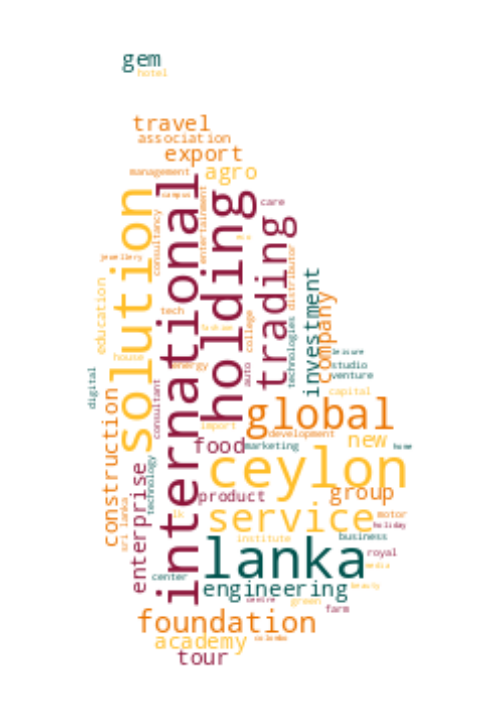 gem
hotel
travel
association
export
management
agro
campus
solution
international
holding
entertainment
care
consultancy
trading
jewellery
distributor
education
investment
company
tech
fashion
college
technologies
house
energy
auto
leisure
studio
venture
digital
consultant
capital
construction
global
import
development
new
food
marketing
home
ceylon
technology
enterprise
product
group
sri lanka
lk
service
motor
holiday
institute
business
lanka
royal
media
center
engineering
beauty
centre
green
farm
foundation
academy
colombo
tour